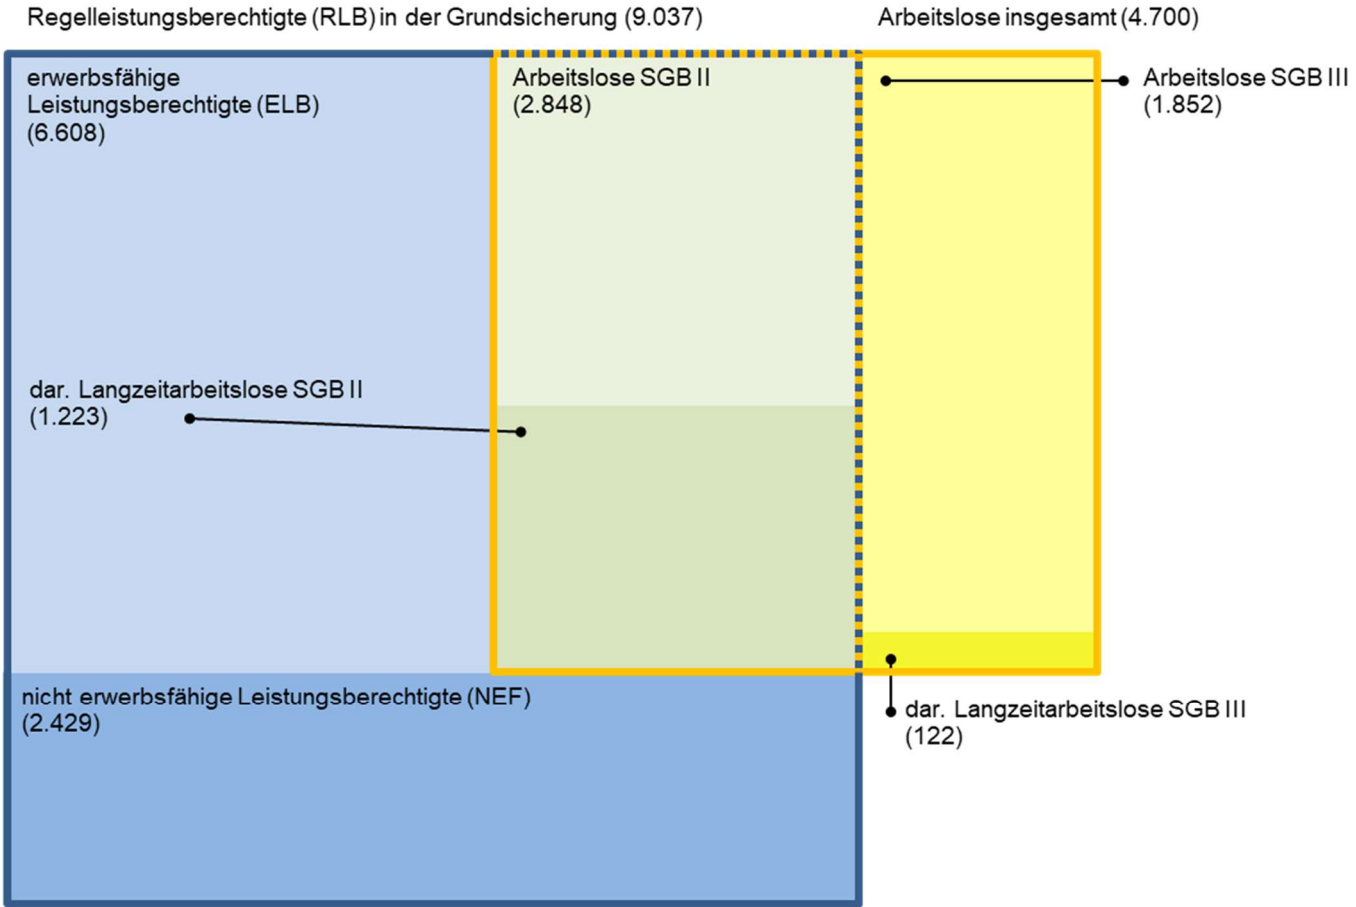 Regelleistungsberechtigte (RLB) in der Grundsicherung (9.037)
Arbeitslose insgesamt (4.700)
erwerbsfähige
Leistungsberechtigte (ELB)
(6.608)
Arbeitslose SGB II
(2.848)
Arbeitslose SGB III
(1.852)
dar. Langzeitarbeitslose SGB II
(1.223)
nicht erwerbsfähige Leistungsberechtigte (NEF)
(2.429)
dar. Langzeitarbeitslose SGB III
(122)